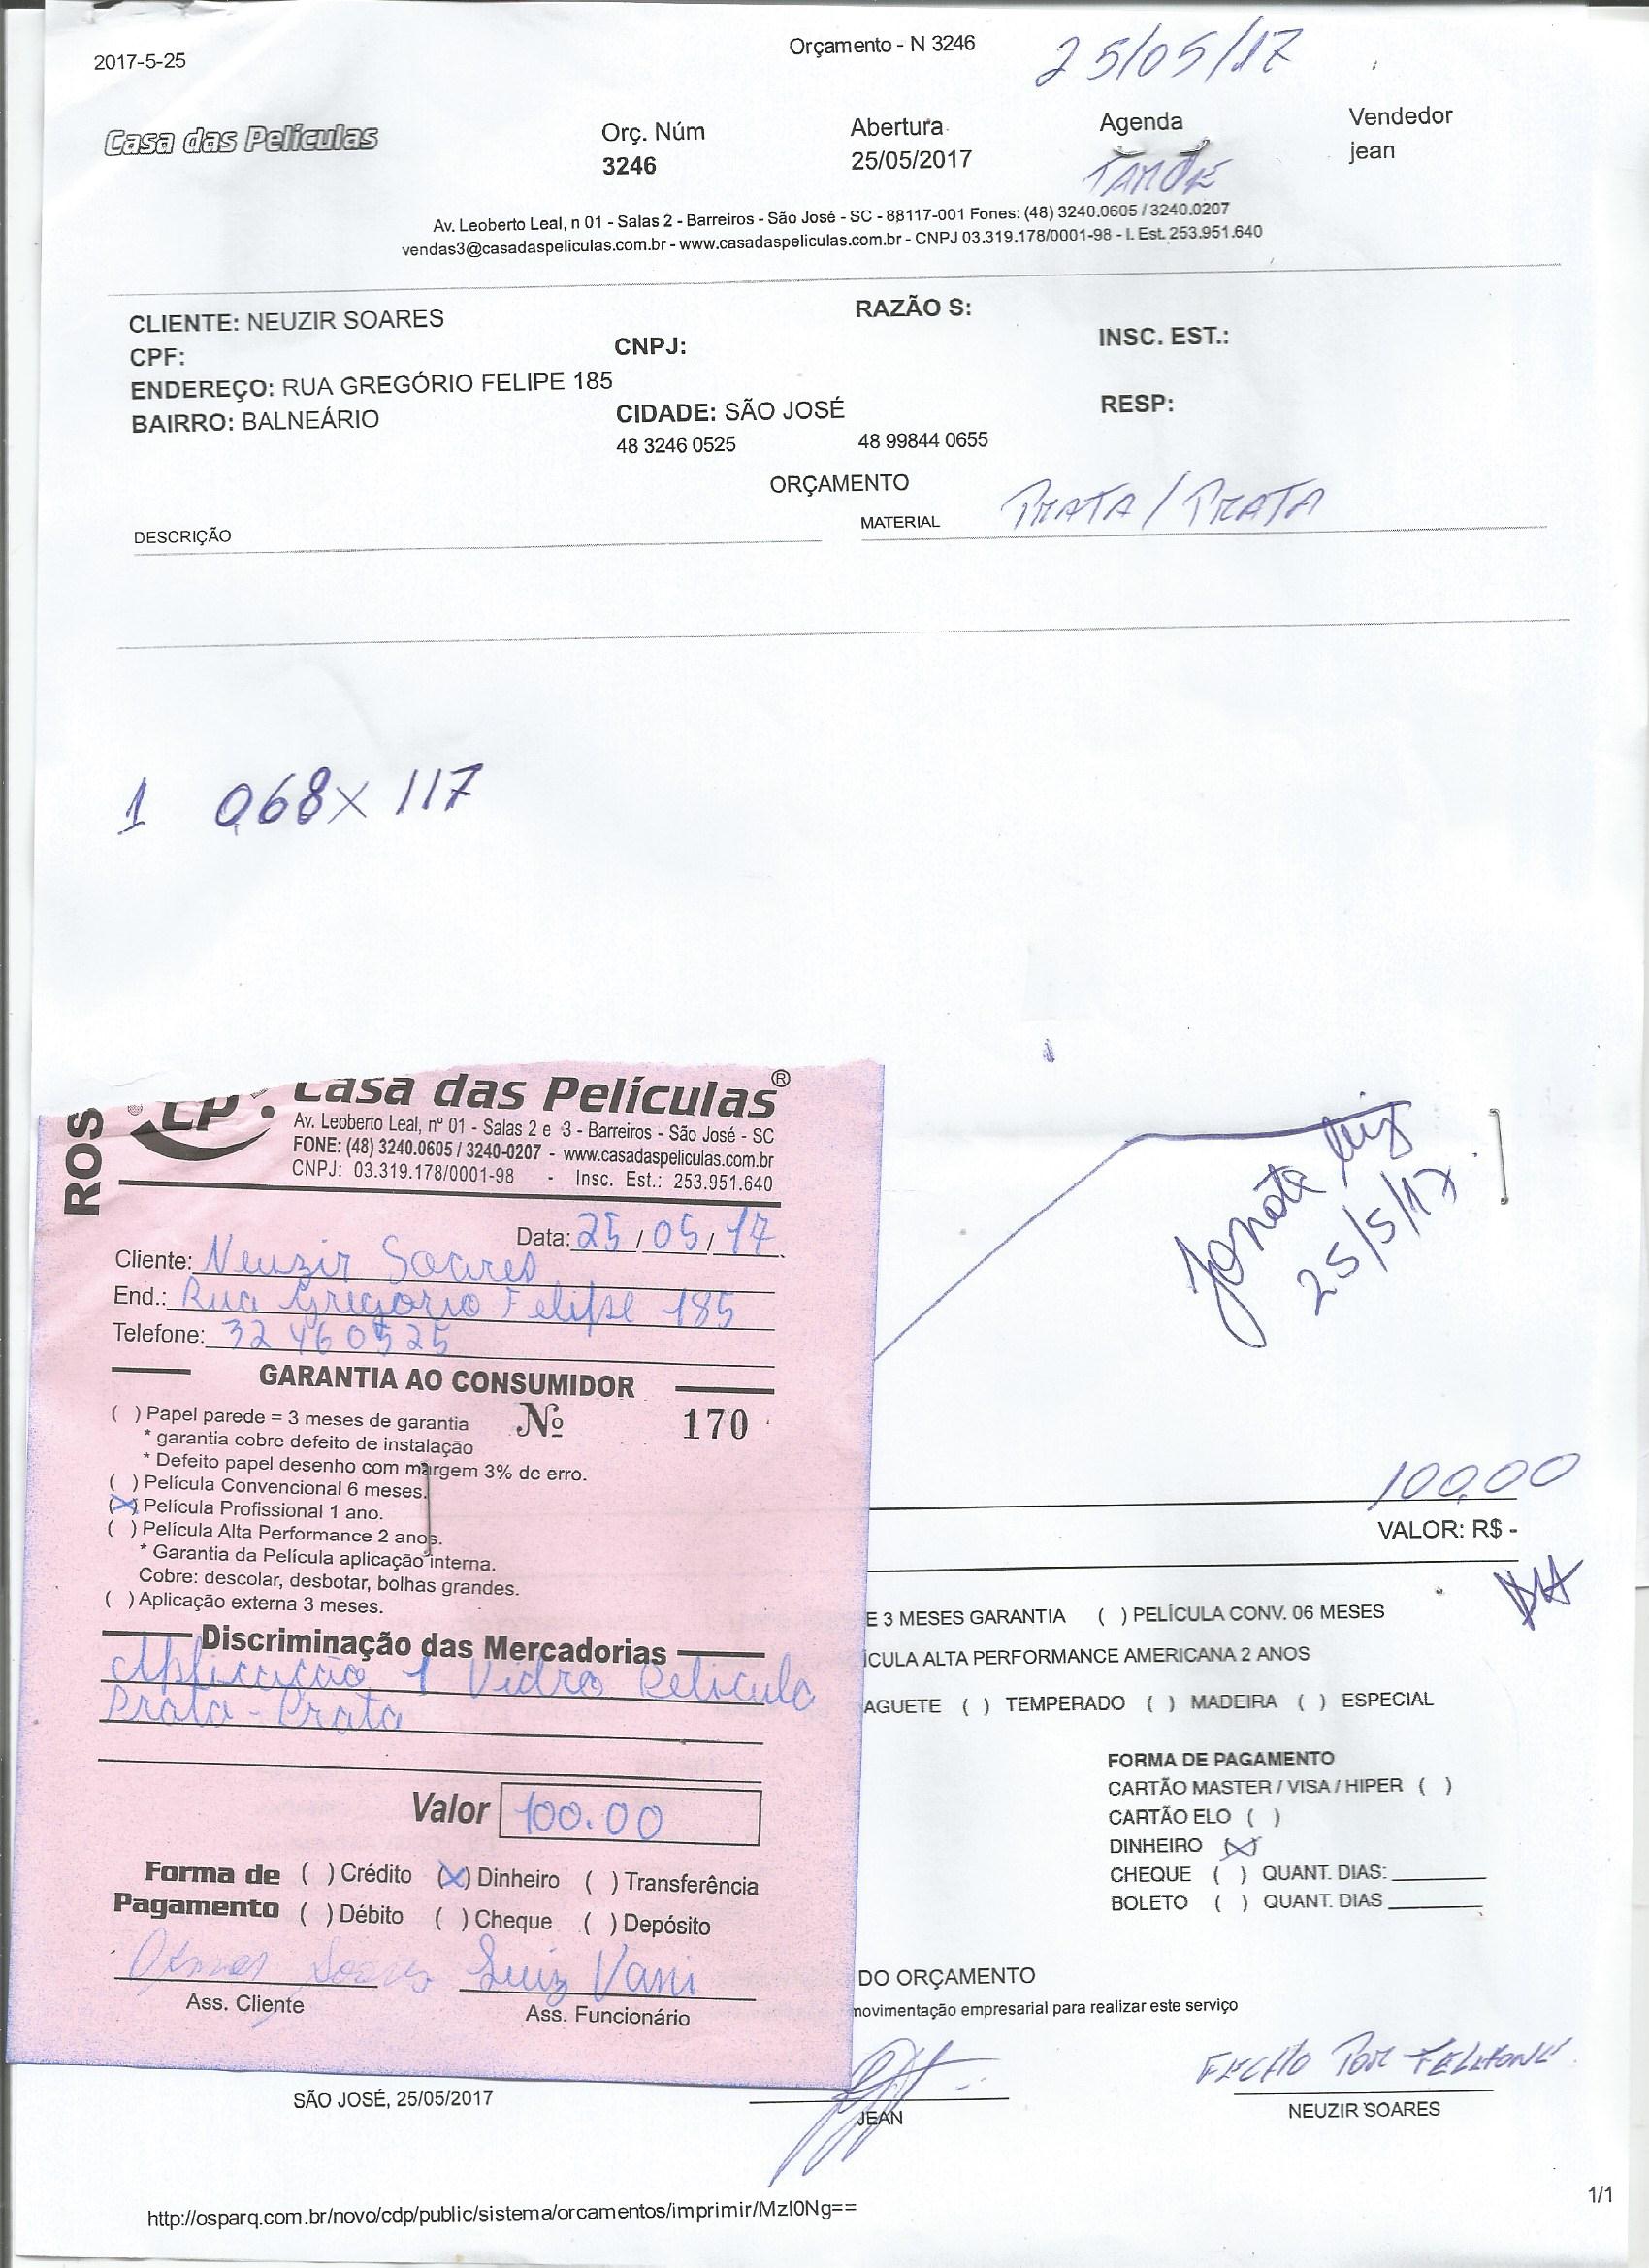 2017-5-25
Orçamento - N 3246
25/05/17
Casa das Películas
Orç. Núm
3246
Abertura
25/05/2017
Agenda
TARDE
Vendedor
jean
Av. Leoberto Leal, n 01 - Salas 2 - Barreiros - São José - SC - 88117-001 Fones: (48) 3240.0605 / 3240.0207
vendas3@casadaspeliculas.com.br - www.casadaspeliculas.com.br - CNPJ 03.319.178/0001-98 - I. Est. 253.951.640
CLIENTE: NEUZIR SOARES
RAZÃO S:
CPF:
CNPJ:
INSC. EST.:
ENDEREÇO: RUA GREGÓRIO FELIPE 185
BAIRRO: BALNEÁRIO
CIDADE: SÃO JOSÉ
RESP:
48 3246 0525
48 99844 0655
ORÇAMENTO
DESCRIÇÃO
MATERIAL
PRATA / PRATA
1 0,68 x 117
25/5/17
100,00
VALOR: R$ -
E 3 MESES GARANTIA ( ) PELÍCULA CONV. 06 MESES
ÍCULA ALTA PERFORMANCE AMERICANA 2 ANOS
AGUETE ( ) TEMPERADO ( ) MADEIRA ( ) ESPECIAL
FORMA DE PAGAMENTO
CARTÃO MASTER / VISA / HIPER ( )
CARTÃO ELO ( )
DINHEIRO (X)
CHEQUE ( ) QUANT. DIAS:
BOLETO ( ) QUANT. DIAS
DO ORÇAMENTO
movimentação empresarial para realizar este serviço
FECHO POR TELEFONE
SÃO JOSÉ, 25/05/2017
JEAN
NEUZIR SOARES
http://osparq.com.br/novo/cdp/public/sistema/orcamentos/imprimir/MzI0Ng==
1/1
ROS
CP
Casa das Películas®
Av. Leoberto Leal, nº 01 - Salas 2 e 3 - Barreiros - São José - SC
FONE: (48) 3240.0605 / 3240-0207 - www.casadaspeliculas.com.br
CNPJ: 03.319.178/0001-98 - Insc. Est.: 253.951.640
Data: 25/05/17
Cliente: Neuzir Soares
End.: Rua Gregorio Felipe 185
Telefone: 32460525
GARANTIA AO CONSUMIDOR
Nº 170
( ) Papel parede = 3 meses de garantia
* garantia cobre defeito de instalação
* Defeito papel desenho com margem 3% de erro.
( ) Película Convencional 6 meses.
(X) Película Profissional 1 ano.
( ) Película Alta Performance 2 anos.
* Garantia da Película aplicação interna.
Cobre: descolar, desbotar, bolhas grandes.
( ) Aplicação externa 3 meses.
Discriminação das Mercadorias
Aplicação 1 Vidro Pelicula
Prata - Prata
Valor 100.00
Forma de Pagamento
( ) Crédito (X) Dinheiro ( ) Transferência
( ) Débito ( ) Cheque ( ) Depósito
Soares
Luiz Vani
Ass. Cliente
Ass. Funcionário